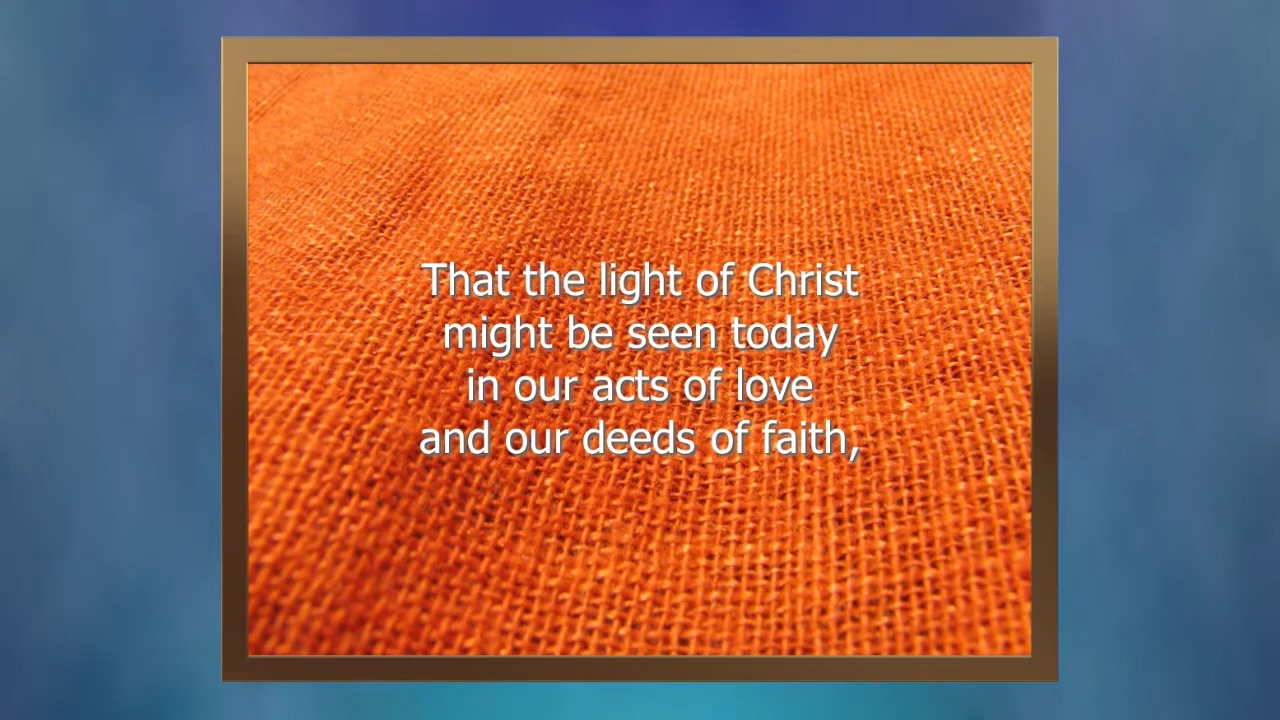 That the light of Christ
might be seen today
in our acts of love
and our deeds of faith,